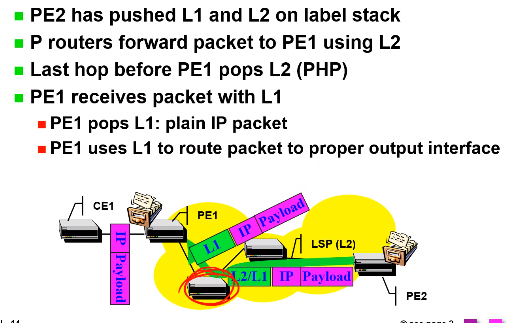 PE2 has pushed L1 and L2 on label stack
P routers forward packet to PE1 using L2
Last hop before PE1 pops L2 (PHP)
PE1 receives packet with L1
PE1 pops L1: plain IP packet
PE1 uses L1 to route packet to proper output interface
CE1
PE1
L1 IP Payload
IP Payload
LSP (L2)
L2/L1 IP Payload
PE2